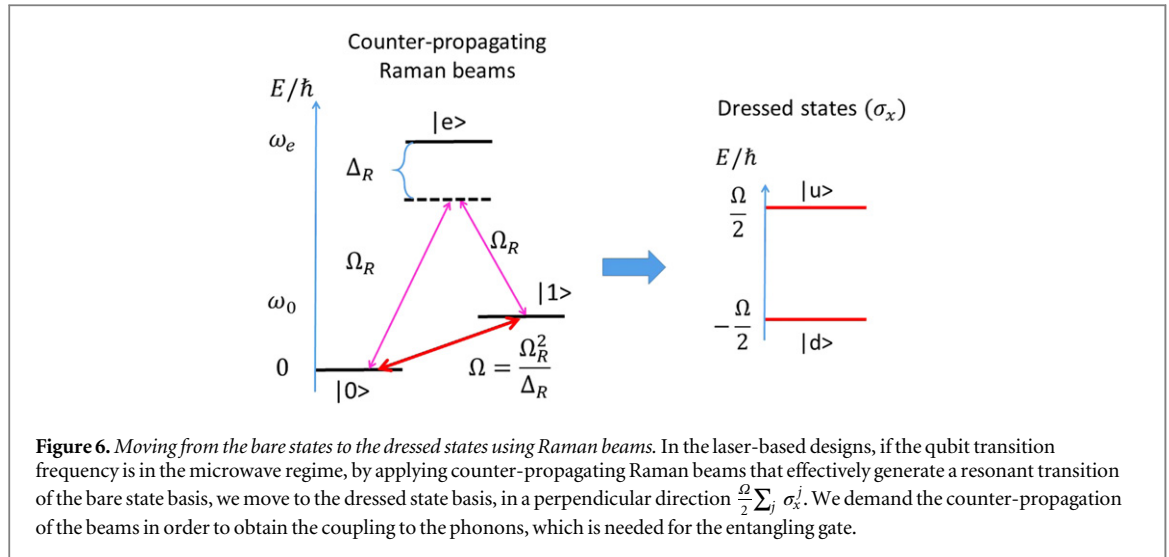 Counter-propagating
Raman beams
E/ħ
ω_e
|e>
Δ_R
Ω_R
Ω_R
ω_0
|1>
0
|0>
Ω = Ω_R^2/Δ_R
Dressed states (σ_x)
E/ħ
Ω/2
|u>
−Ω/2
|d>
Figure 6. Moving from the bare states to the dressed states using Raman beams. In the laser-based designs, if the qubit transition
frequency is in the microwave regime, by applying counter-propagating Raman beams that effectively generate a resonant transition
of the bare state basis, we move to the dressed state basis, in a perpendicular direction Ω/2 ∑_j σ_x^j. We demand the counter-propagation
of the beams in order to obtain the coupling to the phonons, which is needed for the entangling gate.